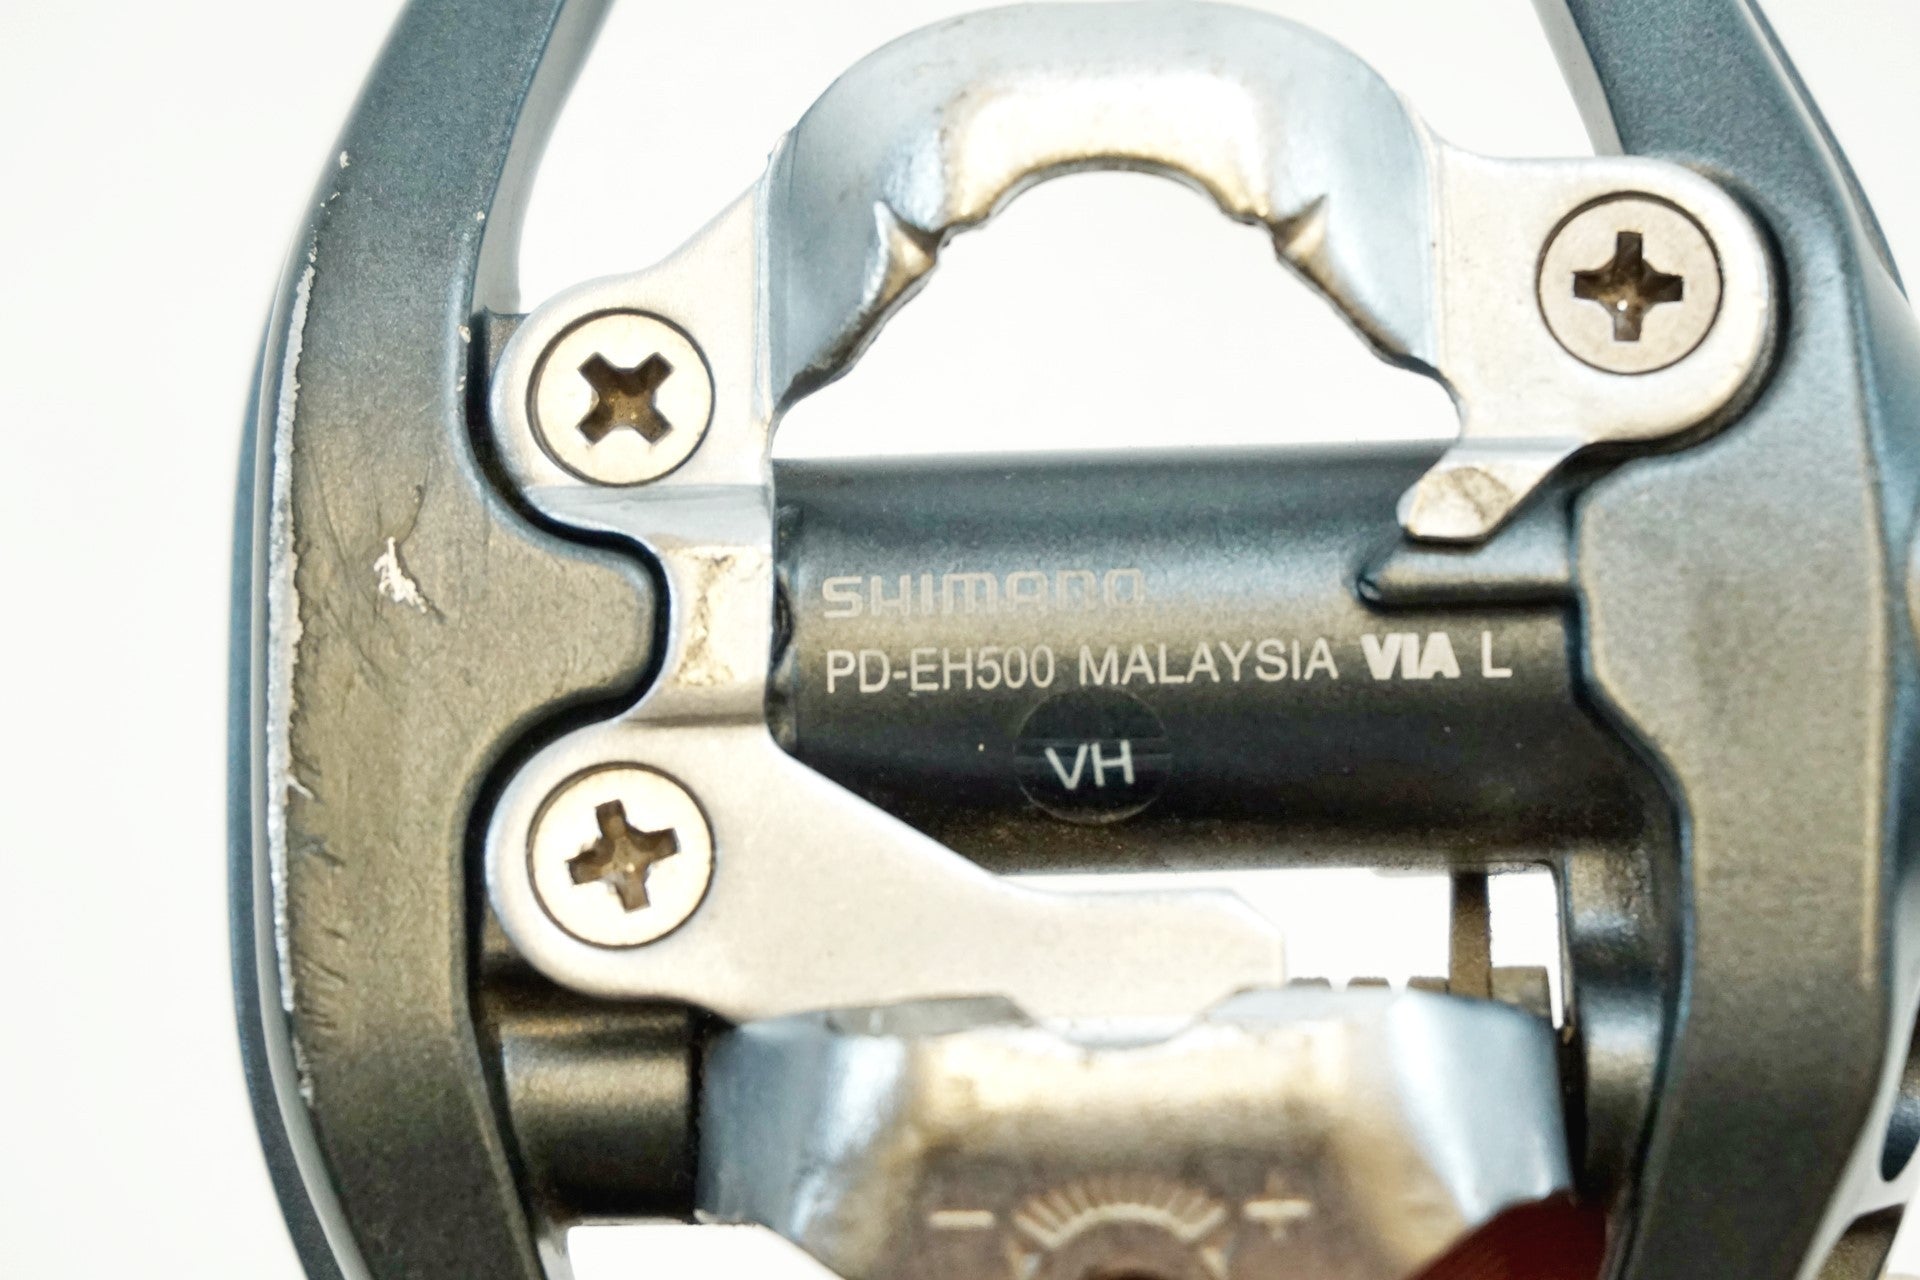 SHIMANO
PD-EH500 MALAYSIA VIA L
VH
- +